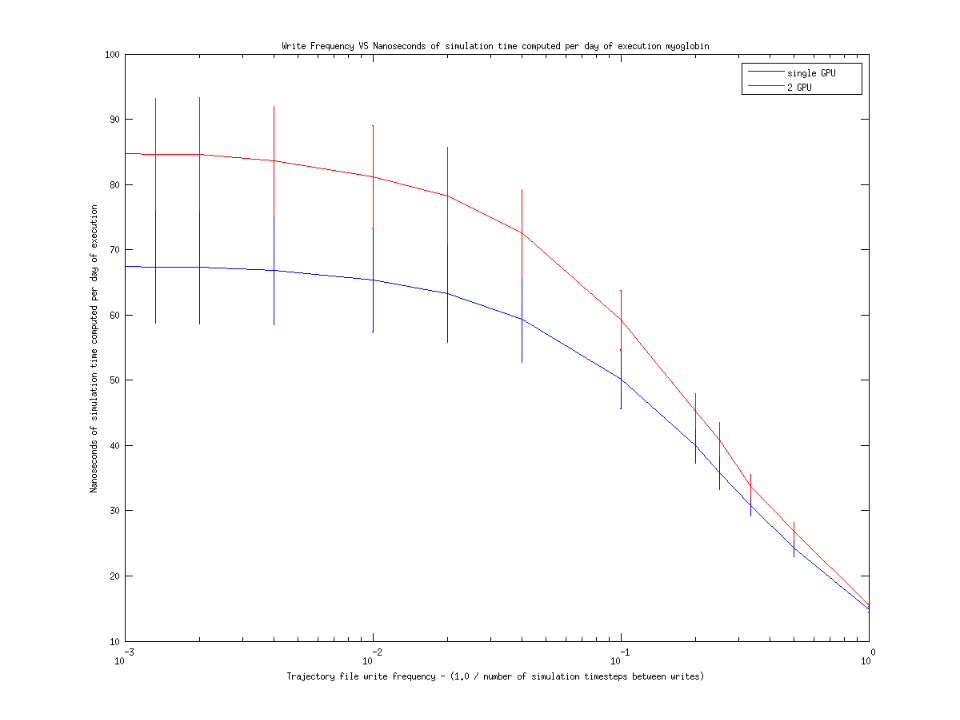 Write Frequency VS Nanoseconds of simulation time computed per day of execution myoglobin
single GPU
2 GPU
Nanoseconds of simulation time computed per day of execution
100
90
80
70
60
50
40
30
20
10
10^-3
10^-2
10^-1
10^0
Trajectory file write frequency - (1.0 / number of simulation timesteps between writes)